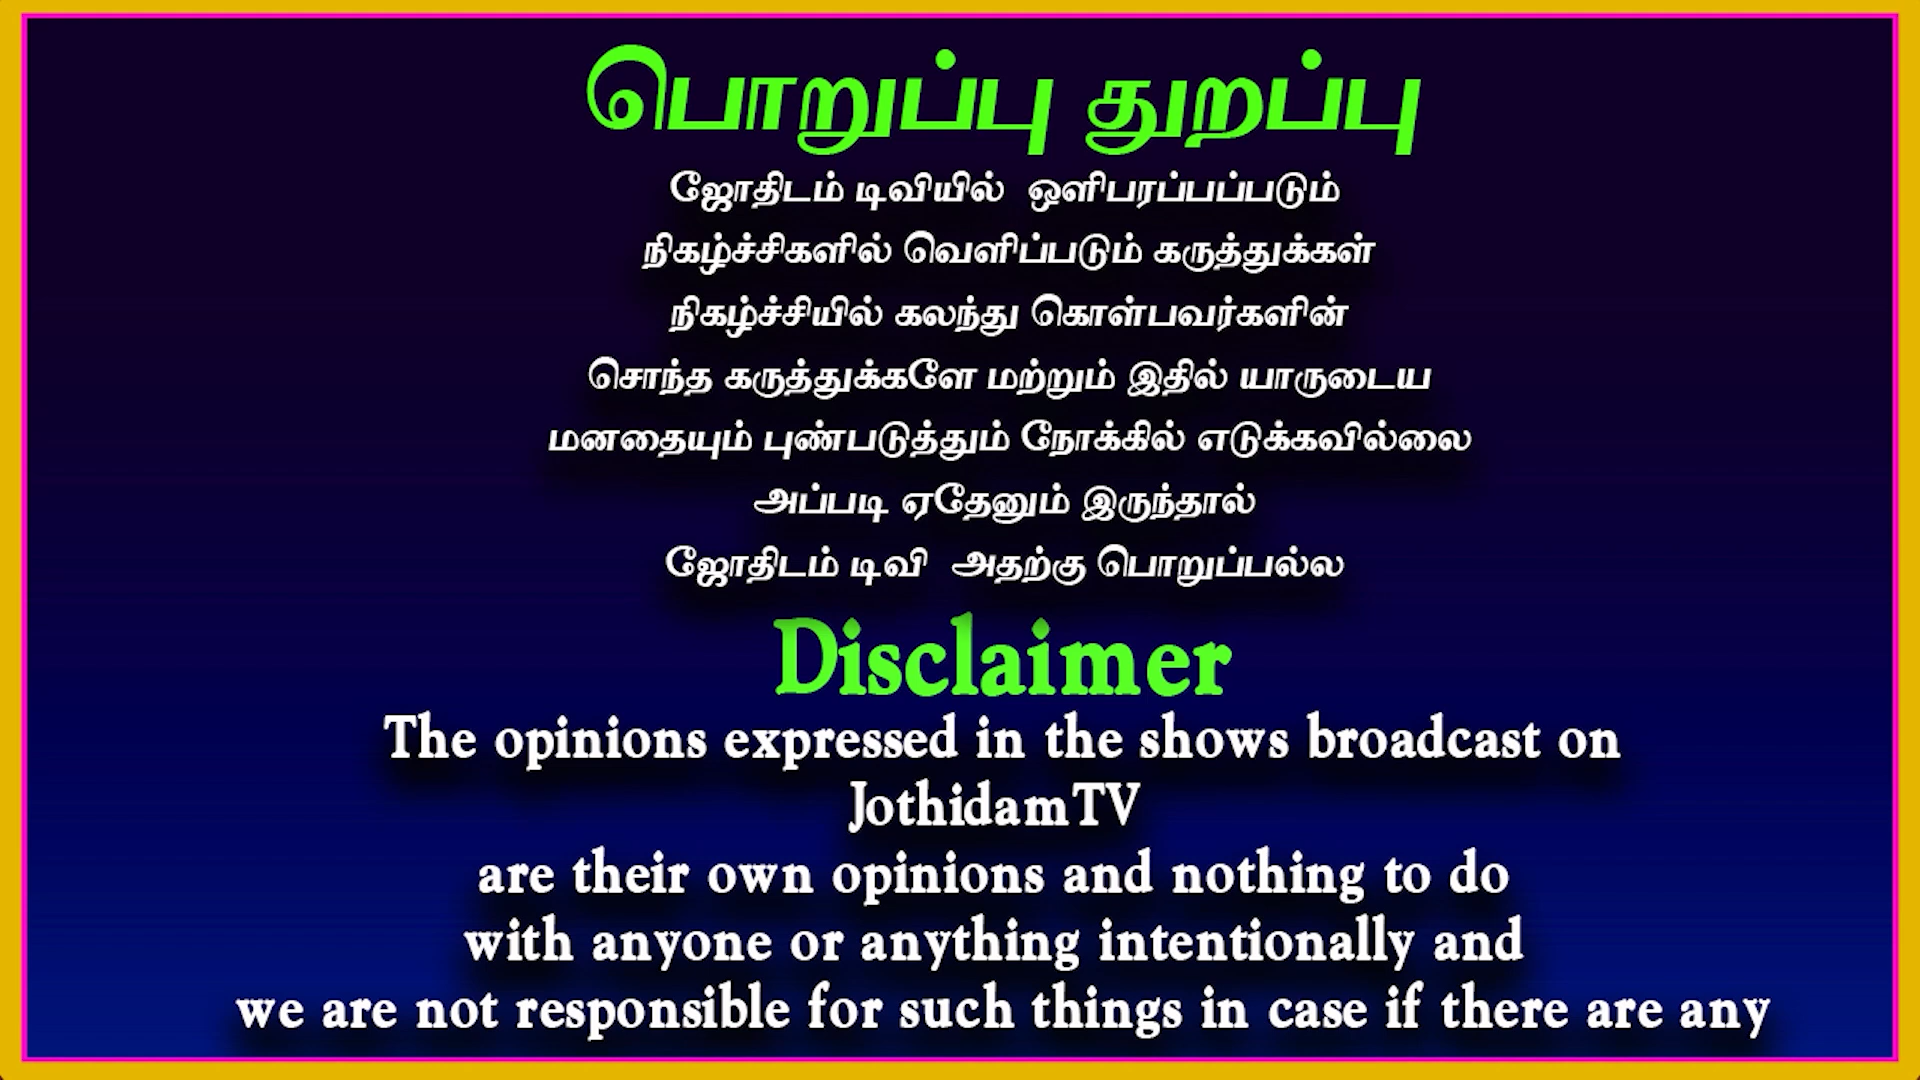 பொறுப்பு துறப்பு
ஜோதிடம் டிவியில் ஒளிபரப்பப்படும்
நிகழ்ச்சிகளில் வெளிப்படும் கருத்துக்கள்
நிகழ்ச்சியில் கலந்து கொள்பவர்களின்
சொந்த கருத்துக்களே மற்றும் இதில் யாருடைய
மனதையும் புண்படுத்தும் நோக்கில் எடுக்கவில்லை
அப்படி ஏதேனும் இருந்தால்
ஜோதிடம் டிவி அதற்கு பொறுப்பல்ல
Disclaimer
The opinions expressed in the shows broadcast on
JothidamTV
are their own opinions and nothing to do
with anyone or anything intentionally and
we are not responsible for such things in case if there are any